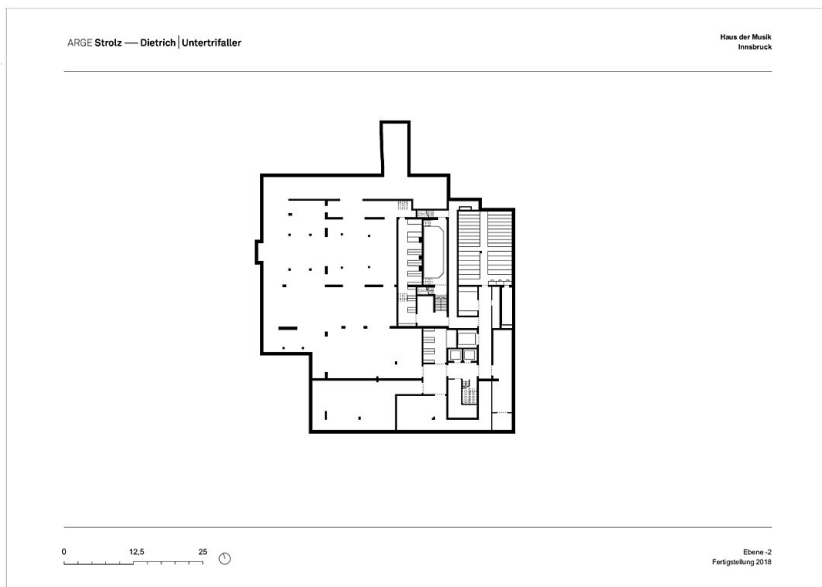 ARGE Strolz — Dietrich | Untertrifaller
Haus der Musik
Innsbruck
0 12,5 25
Ebene -2
Fertigstellung 2018